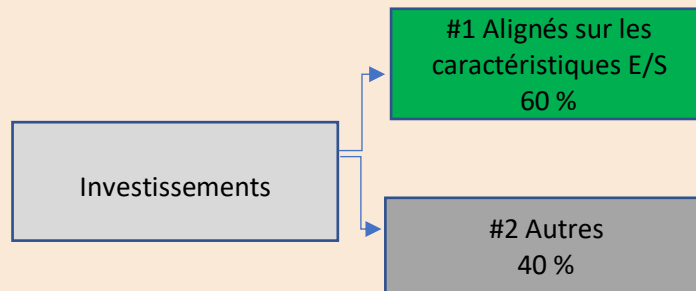 #1 Alignés sur les
caractéristiques E/S
60 %
Investissements
#2 Autres
40 %